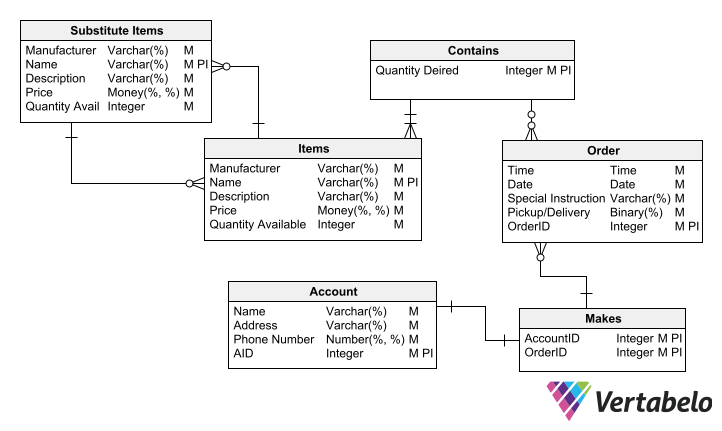 Substitute Items
Manufacturer Varchar(%) M
Name Varchar(%) M PI
Description Varchar(%) M
Price Money(%, %) M
Quantity Avail Integer M
Contains
Quantity Deired Integer M PI
Items
Manufacturer Varchar(%) M
Name Varchar(%) M PI
Description Varchar(%) M
Price Money(%, %) M
Quantity Available Integer M
Order
Time Time M
Date Date M
Special Instruction Varchar(%) M
Pickup/Delivery Binary(%) M
OrderID Integer M PI
Account
Name Varchar(%) M
Address Varchar(%) M
Phone Number Number(%, %) M
AID Integer M PI
Makes
AccountID Integer M PI
OrderID Integer M PI
Vertabelo